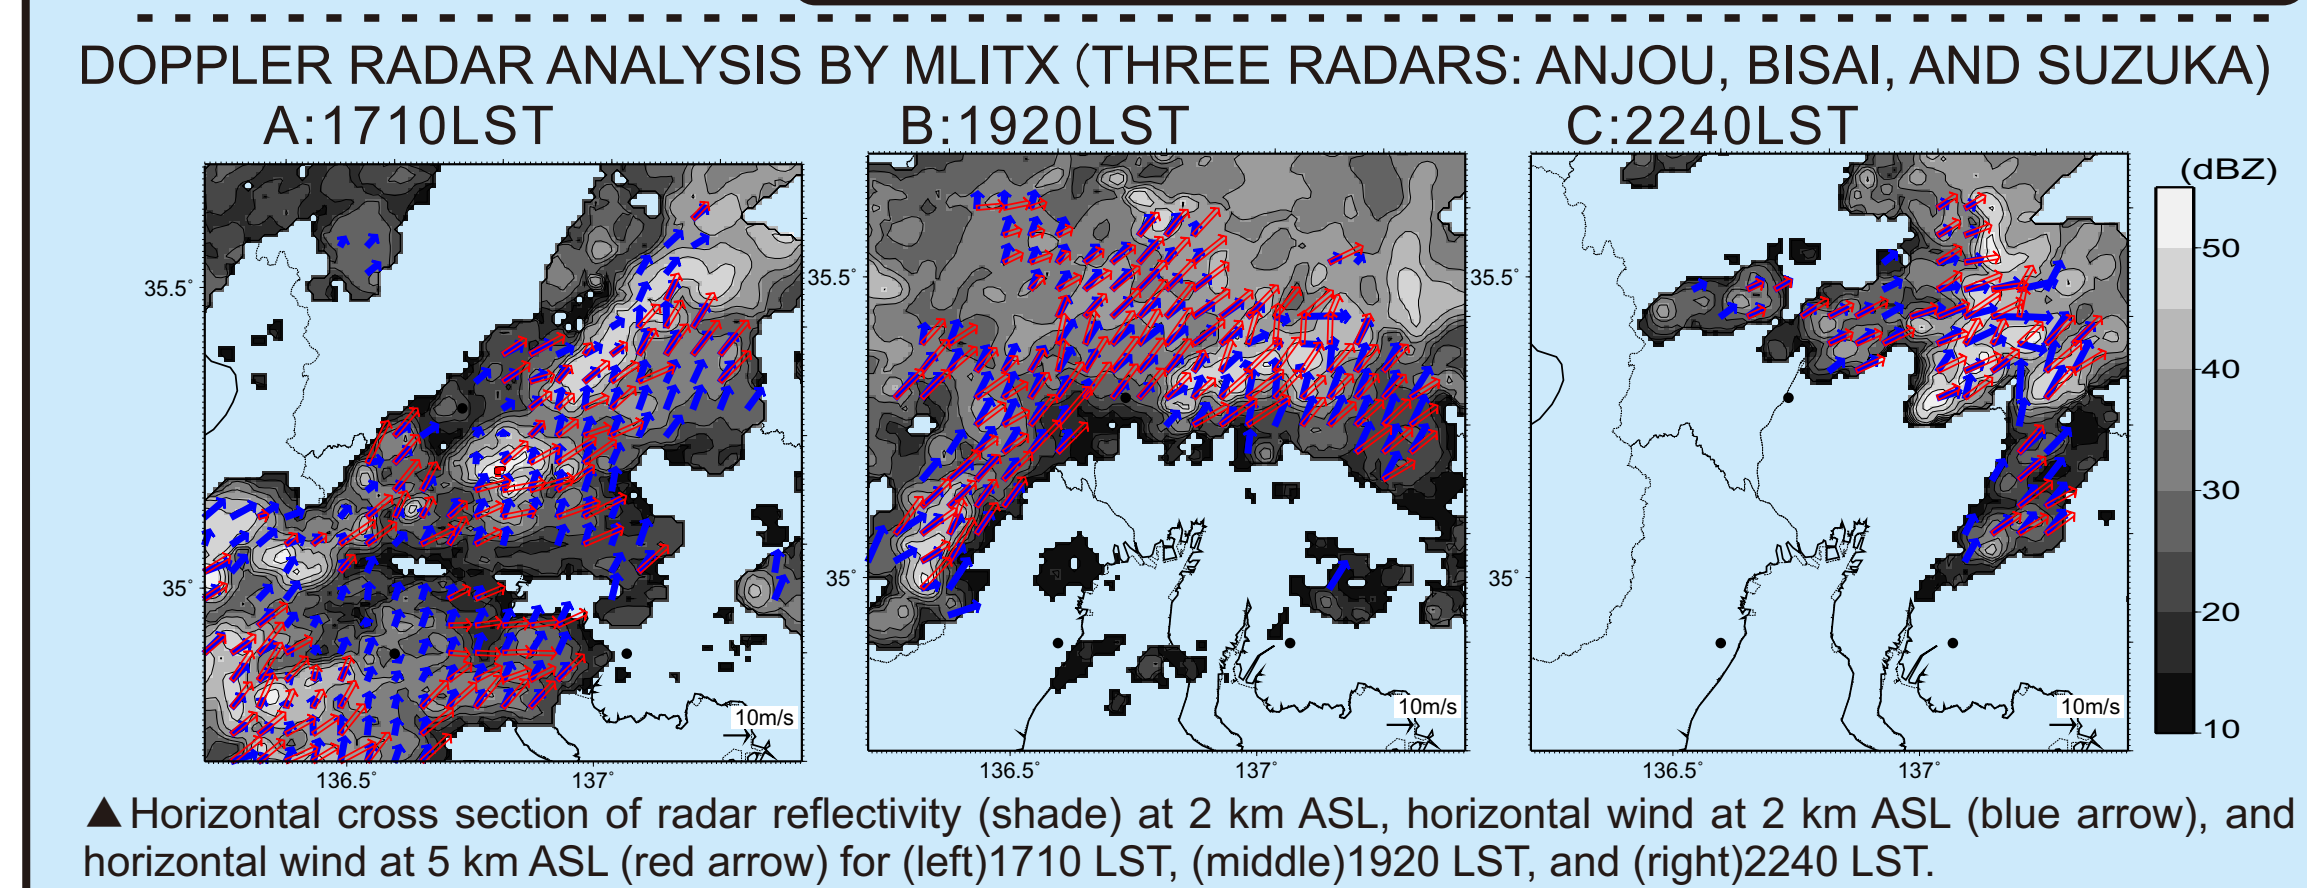 DOPPLER RADAR ANALYSIS BY MLITX (THREE RADARS: ANJOU, BISAI, AND SUZUKA)
A:1710LST
B:1920LST
C:2240LST
(dBZ)
35.5°
35°
136.5°
137°
10m/s
35.5°
35°
136.5°
137°
10m/s
35.5°
35°
136.5°
137°
10m/s
50
40
30
20
10
▲Horizontal cross section of radar reflectivity (shade) at 2 km ASL, horizontal wind at 2 km ASL (blue arrow), and
horizontal wind at 5 km ASL (red arrow) for (left)1710 LST, (middle)1920 LST, and (right)2240 LST.